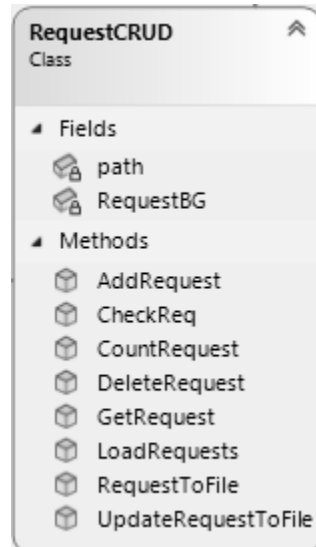 RequestCRUD
Class
Fields
path
RequestBG
Methods
AddRequest
CheckReq
CountRequest
DeleteRequest
GetRequest
LoadRequests
RequestToFile
UpdateRequestToFile